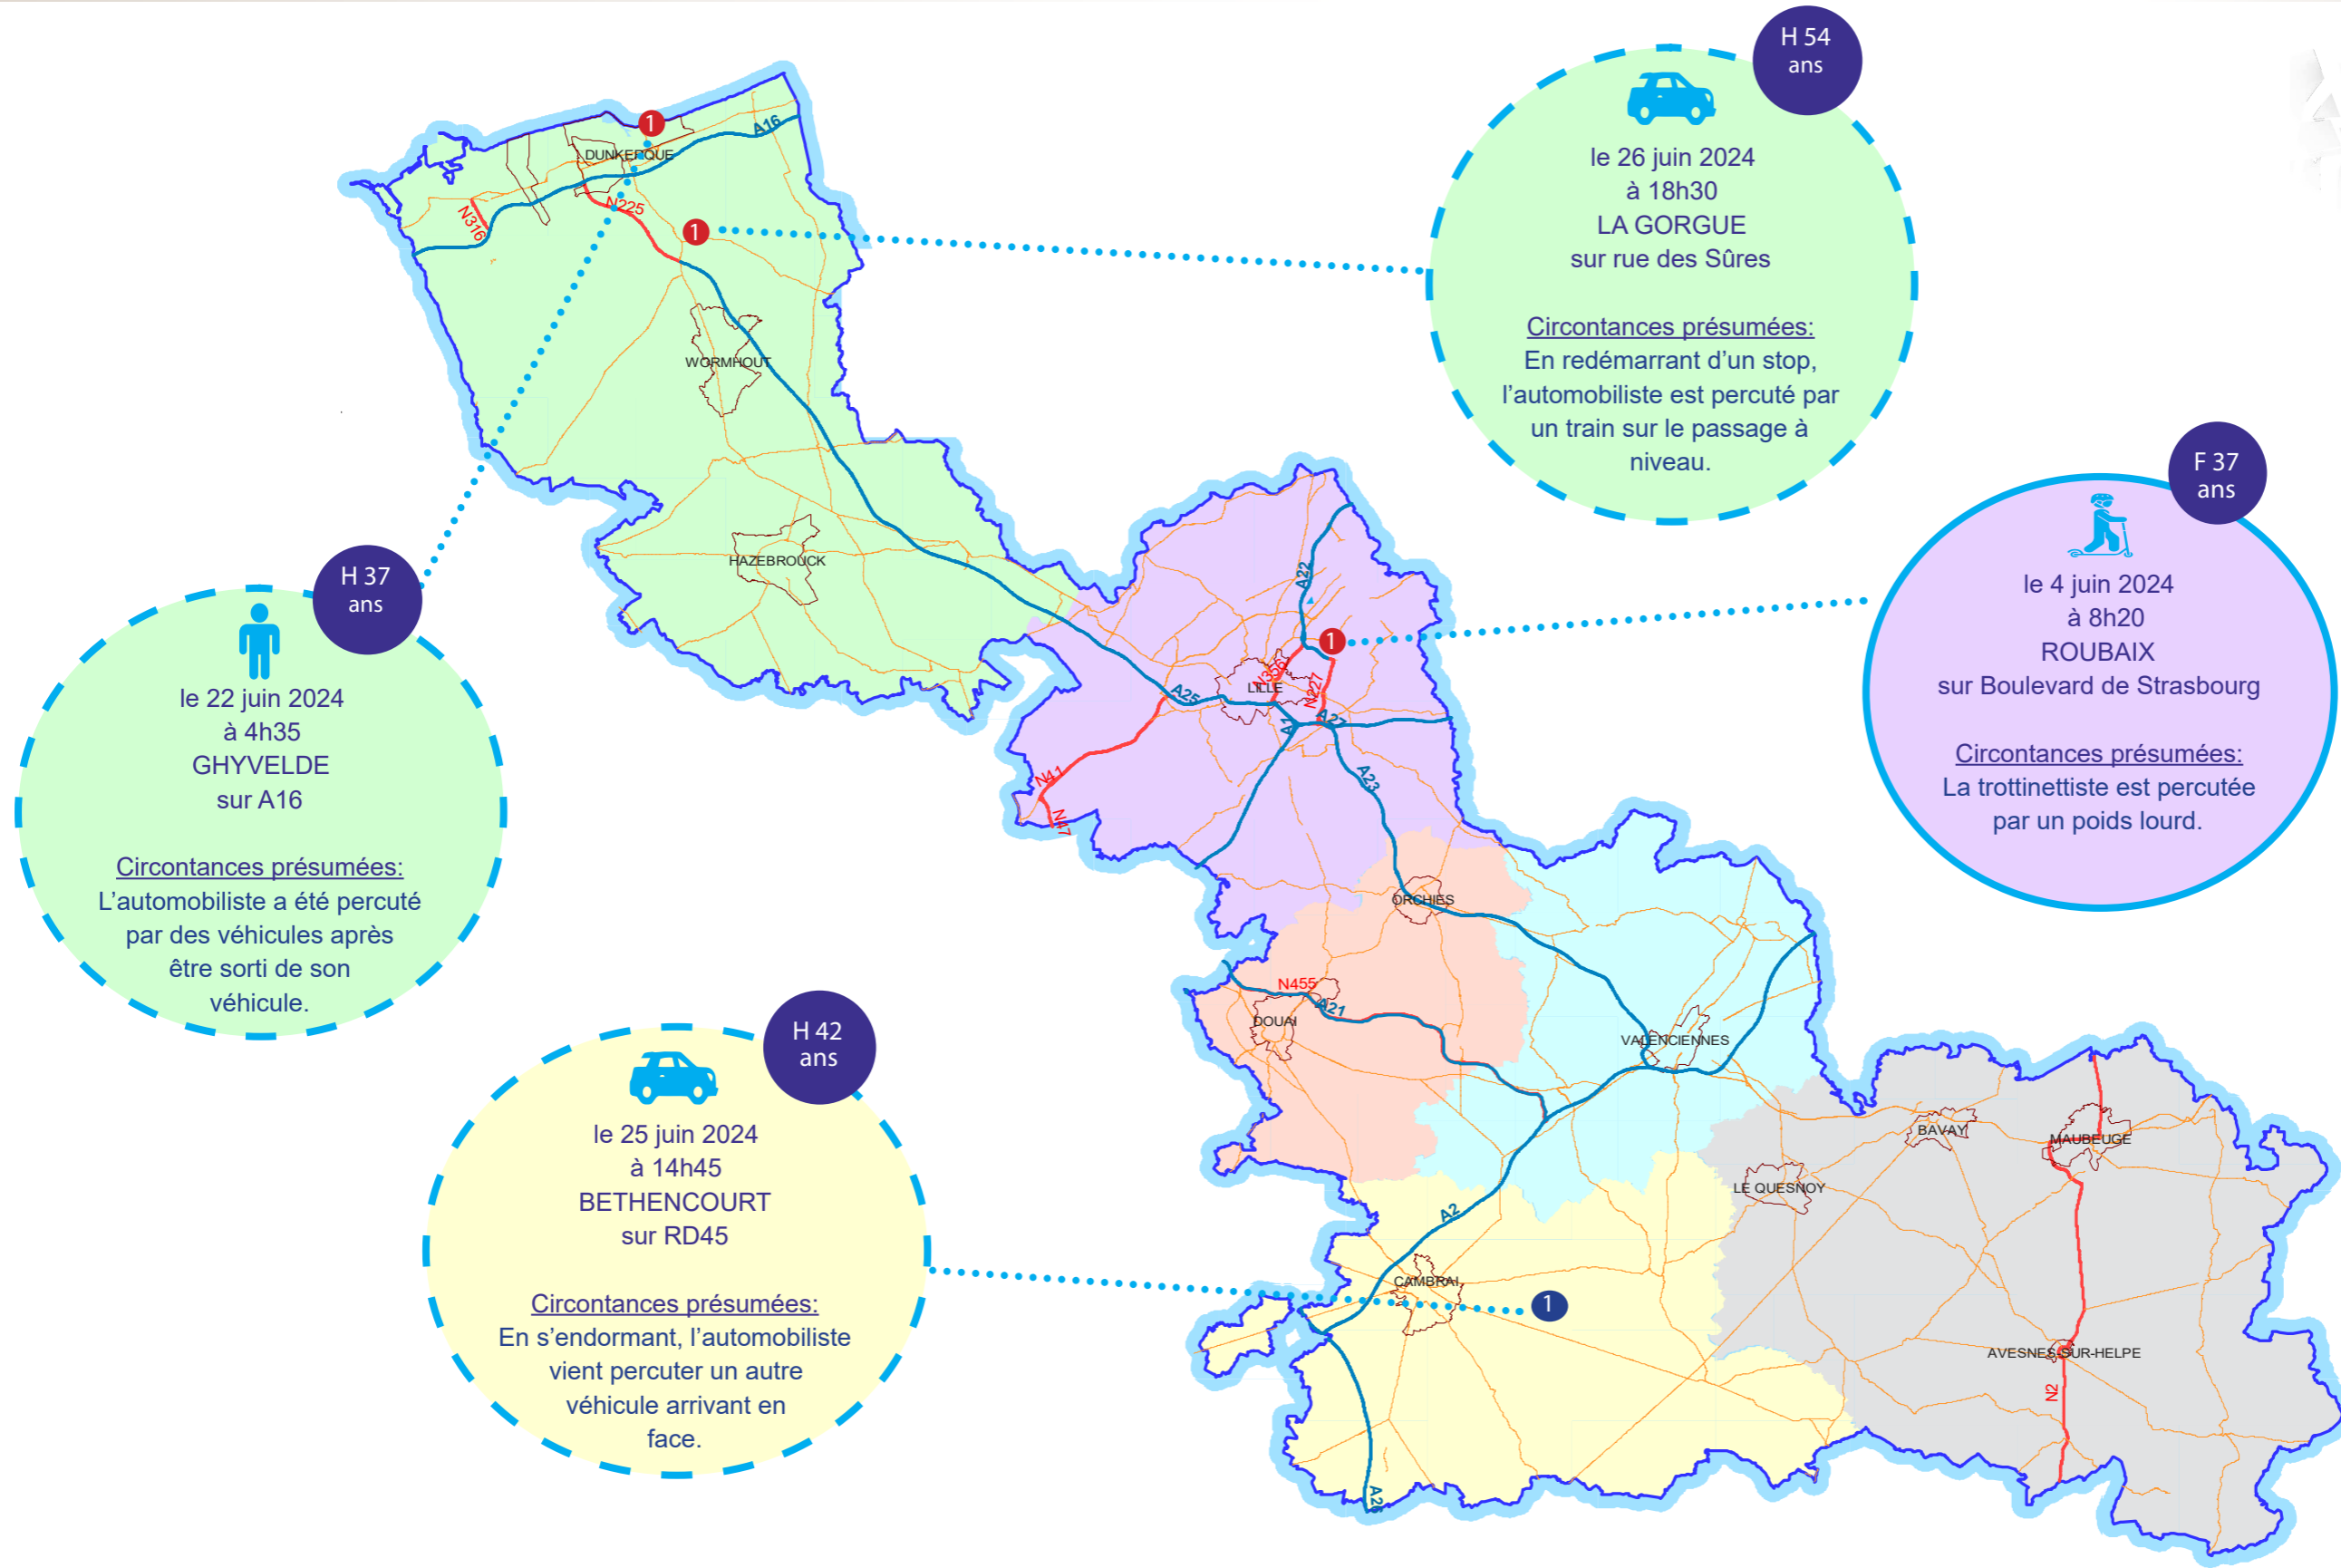 H 54
ans
le 26 juin 2024
à 18h30
LA GORGUE
sur rue des Sûres
Circontances présumées:
En redémarrant d’un stop,
l’automobiliste est percuté par
un train sur le passage à
niveau.
F 37
ans
le 4 juin 2024
à 8h20
ROUBAIX
sur Boulevard de Strasbourg
Circontances présumées:
La trottinettiste est percutée
par un poids lourd.
H 37
ans
le 22 juin 2024
à 4h35
GHYVELDE
sur A16
Circontances présumées:
L’automobiliste a été percuté
par des véhicules après
être sorti de son
véhicule.
H 42
ans
le 25 juin 2024
à 14h45
BETHENCOURT
sur RD45
Circontances présumées:
En s’endormant, l’automobiliste
vient percuter un autre
véhicule arrivant en
face.
1
A16
DUNKERQUE
N316
N225
1
WORMHOUT
HAZEBROUCK
A22
1
N356
LILLE
N227
A25
A1
A27
A23
N41
N47
ORCHIES
N455
A21
DOUAI
VALENCIENNES
BAVAY
MAUBEUGE
LE QUESNOY
A2
CAMBRAI
1
AVESNES-SUR-HELPE
N2
A26